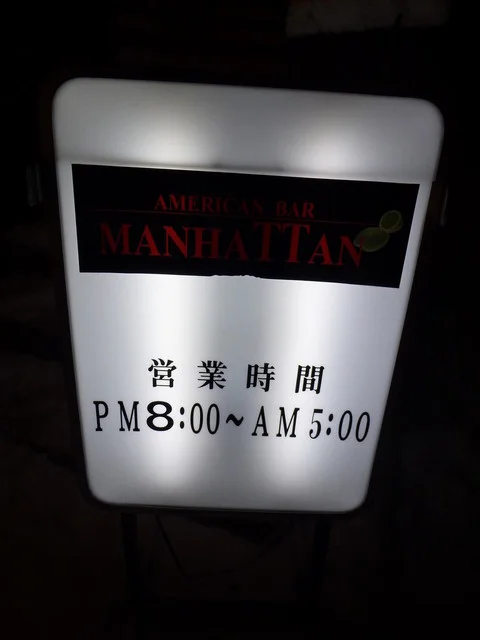 AMERICAN BAR
MANHATTAN
営業時間
PM8:00~AM5:00